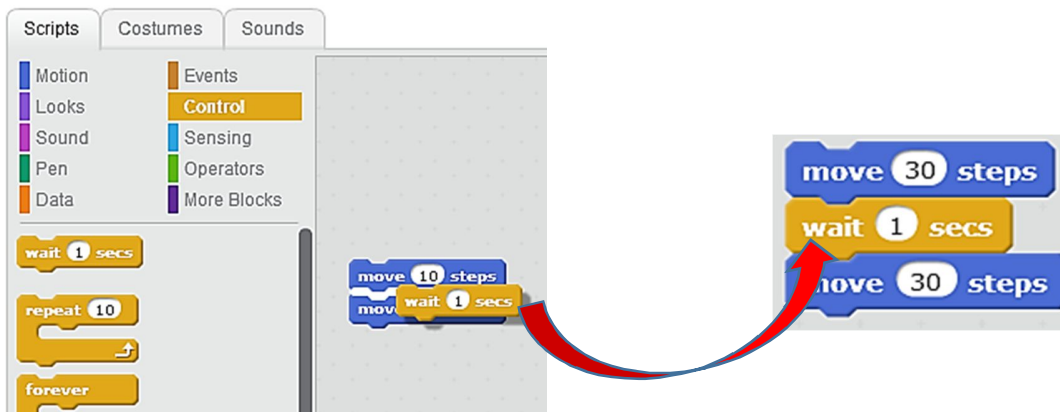 Scripts Costumes Sounds
Motion Events
Looks Control
Sound Sensing
Pen Operators
Data More Blocks
wait 1 secs
repeat 10
forever
move 10 steps
wait 1 secs
move 30 steps
wait 1 secs
move 30 steps